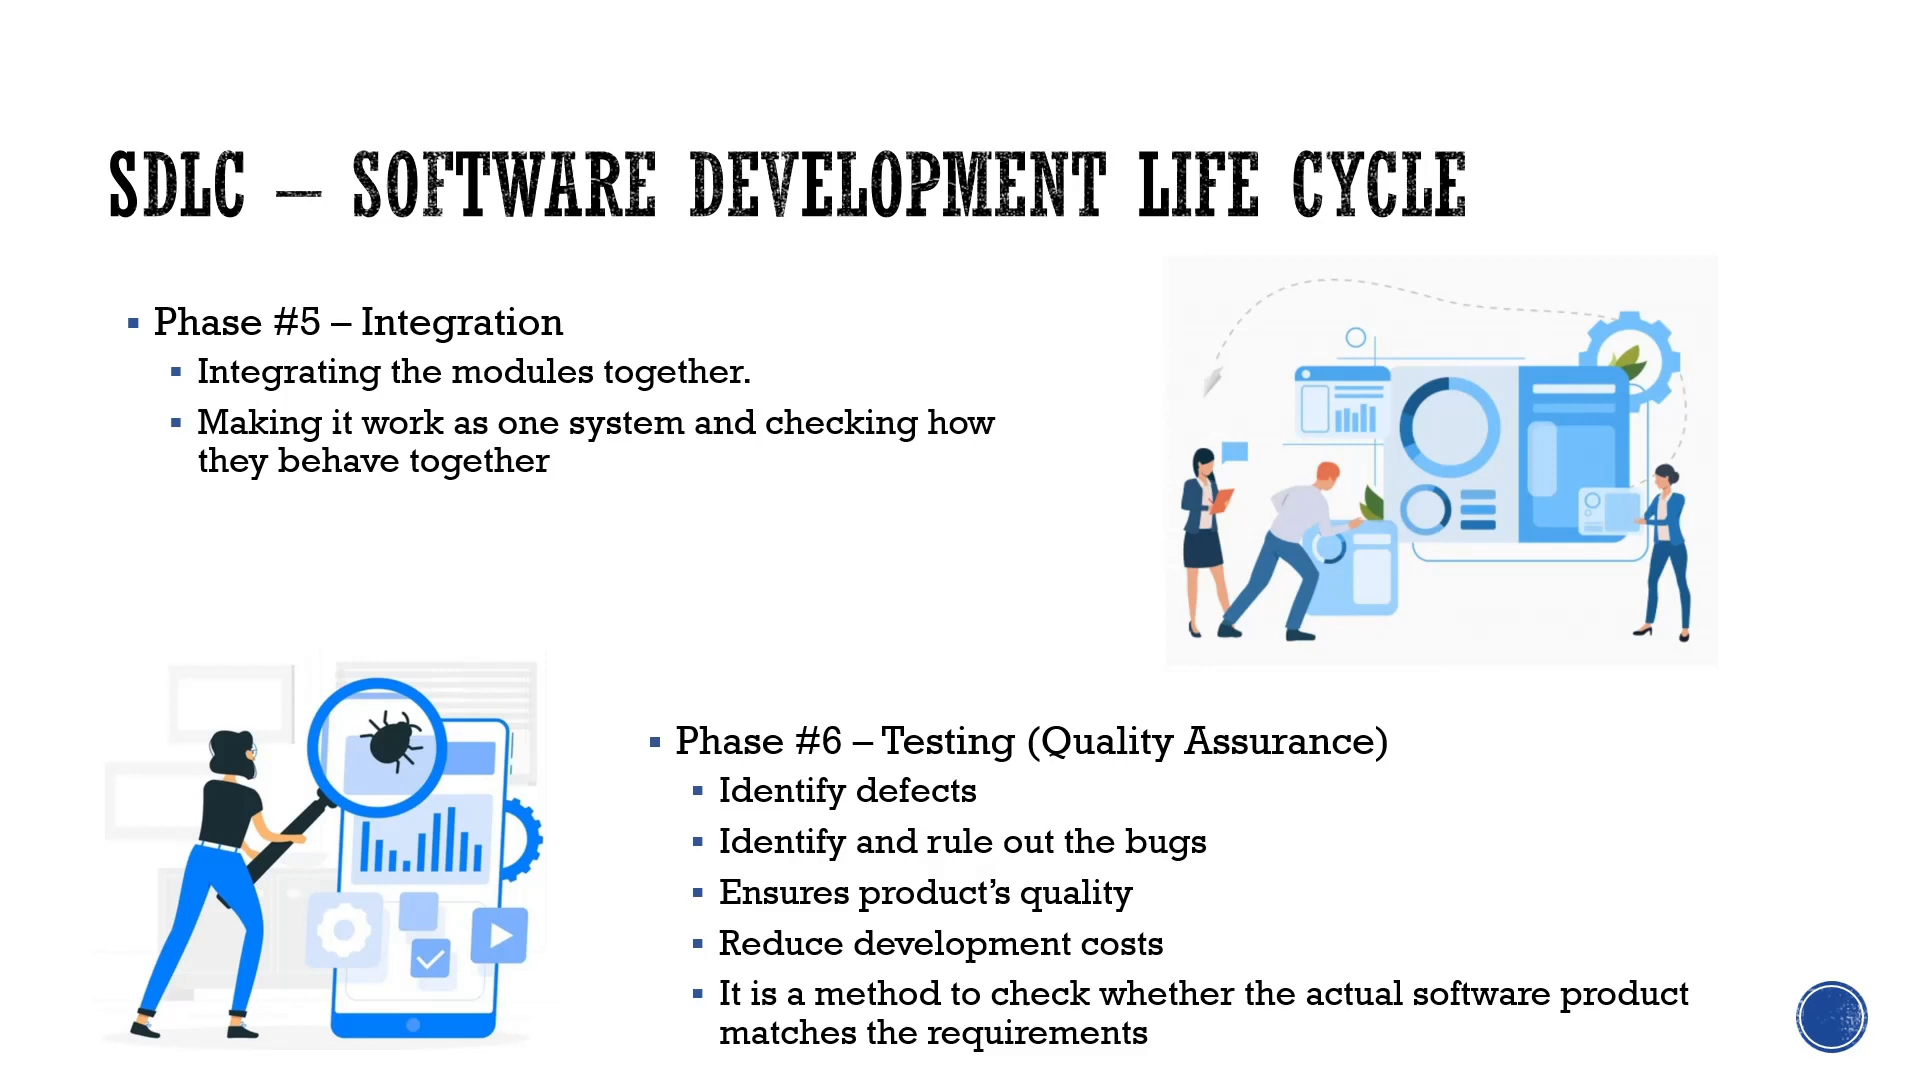 SDLC – SOFTWARE DEVELOPMENT LIFE CYCLE
Phase #5 – Integration
Integrating the modules together.
Making it work as one system and checking how
they behave together
Phase #6 – Testing (Quality Assurance)
Identify defects
Identify and rule out the bugs
Ensures product’s quality
Reduce development costs
It is a method to check whether the actual software product
matches the requirements